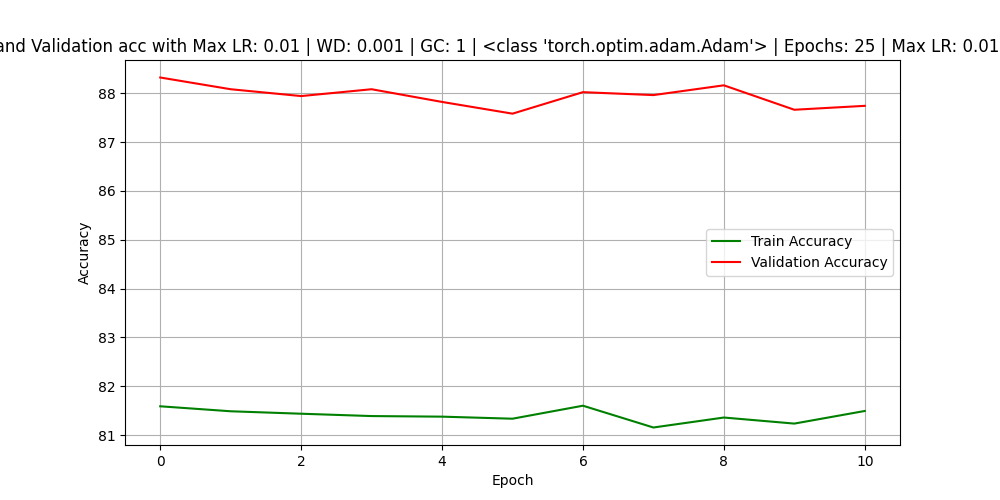 and Validation acc with Max LR: 0.01 | WD: 0.001 | GC: 1 | <class 'torch.optim.adam.Adam'> | Epochs: 25 | Max LR: 0.01
88
87
86
85
84
83
82
81
Accuracy
Train Accuracy
Validation Accuracy
0 2 4 6 8 10
Epoch